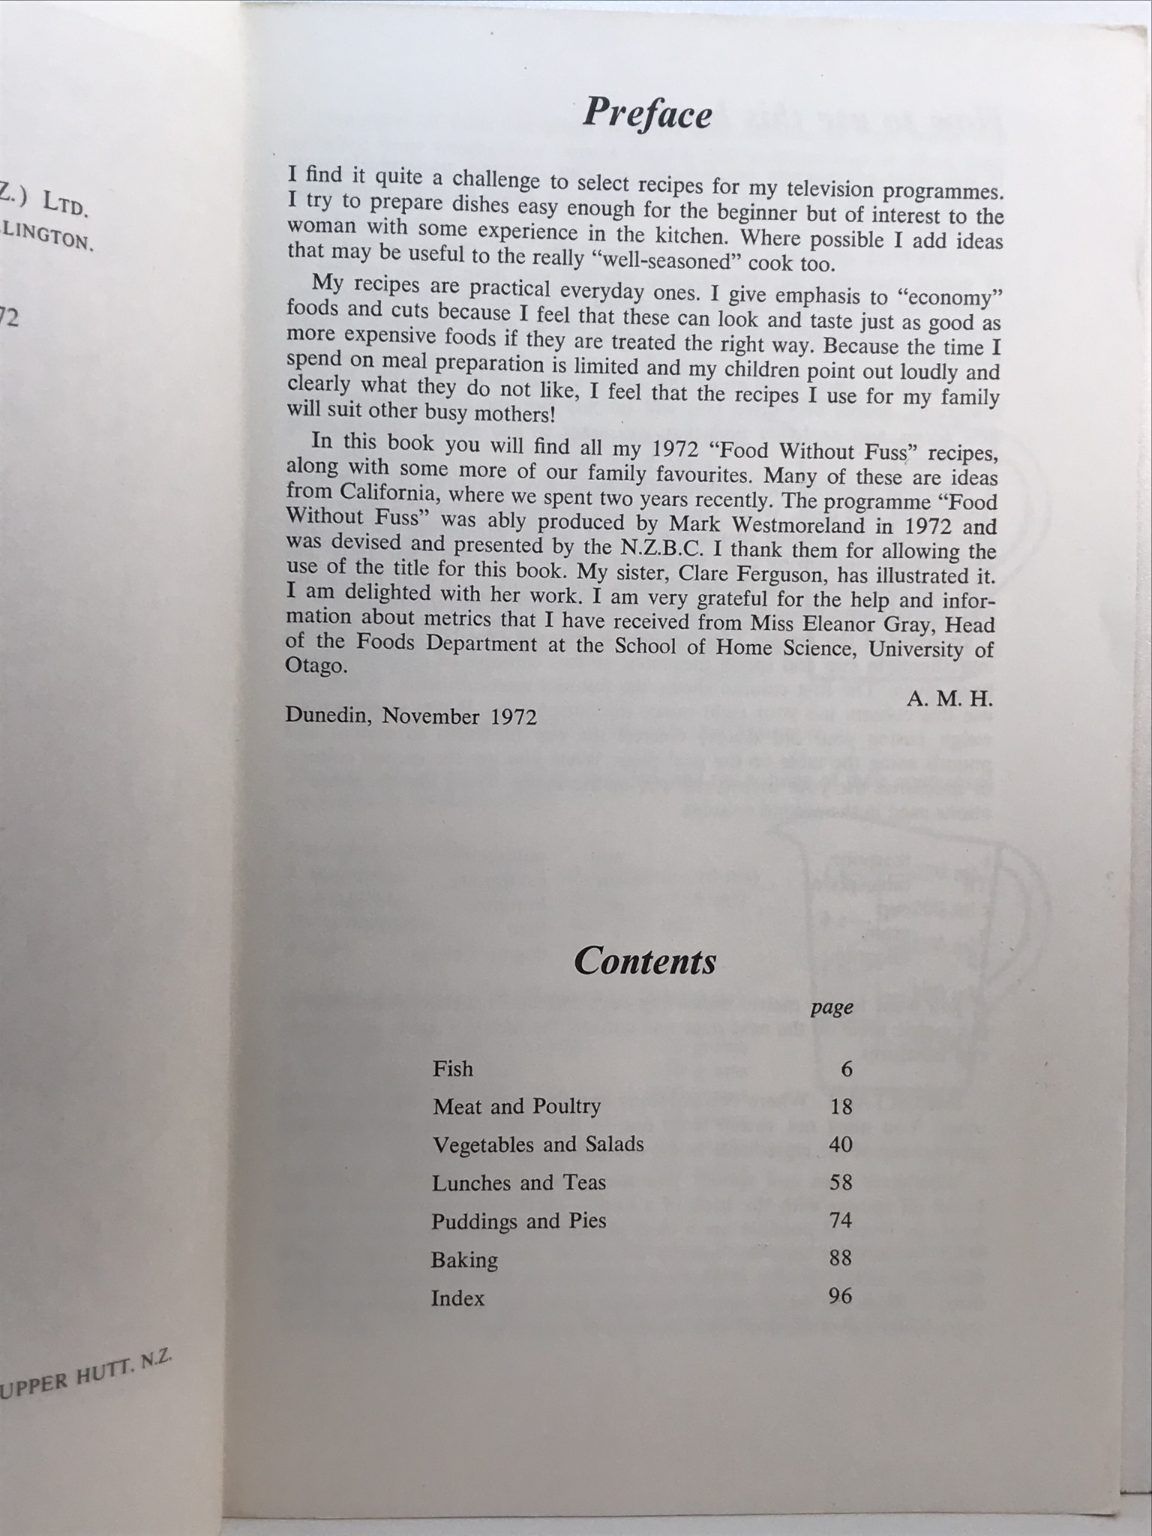 Z.) LTD.
LLINGTON.
72
UPPER HUTT. N.Z.
Preface
I find it quite a challenge to select recipes for my television programmes.
I try to prepare dishes easy enough for the beginner but of interest to the
woman with some experience in the kitchen. Where possible I add ideas
that may be useful to the really “well-seasoned” cook too.
My recipes are practical everyday ones. I give emphasis to “economy”
foods and cuts because I feel that these can look and taste just as good as
more expensive foods if they are treated the right way. Because the time I
spend on meal preparation is limited and my children point out loudly and
clearly what they do not like, I feel that the recipes I use for my family
will suit other busy mothers!
In this book you will find all my 1972 “Food Without Fuss” recipes,
along with some more of our family favourites. Many of these are ideas
from California, where we spent two years recently. The programme “Food
Without Fuss” was ably produced by Mark Westmoreland in 1972 and
was devised and presented by the N.Z.B.C. I thank them for allowing the
use of the title for this book. My sister, Clare Ferguson, has illustrated it.
I am delighted with her work. I am very grateful for the help and infor-
mation about metrics that I have received from Miss Eleanor Gray, Head
of the Foods Department at the School of Home Science, University of
Otago.
A. M. H.
Dunedin, November 1972
Contents
page
Fish 6
Meat and Poultry 18
Vegetables and Salads 40
Lunches and Teas 58
Puddings and Pies 74
Baking 88
Index 96